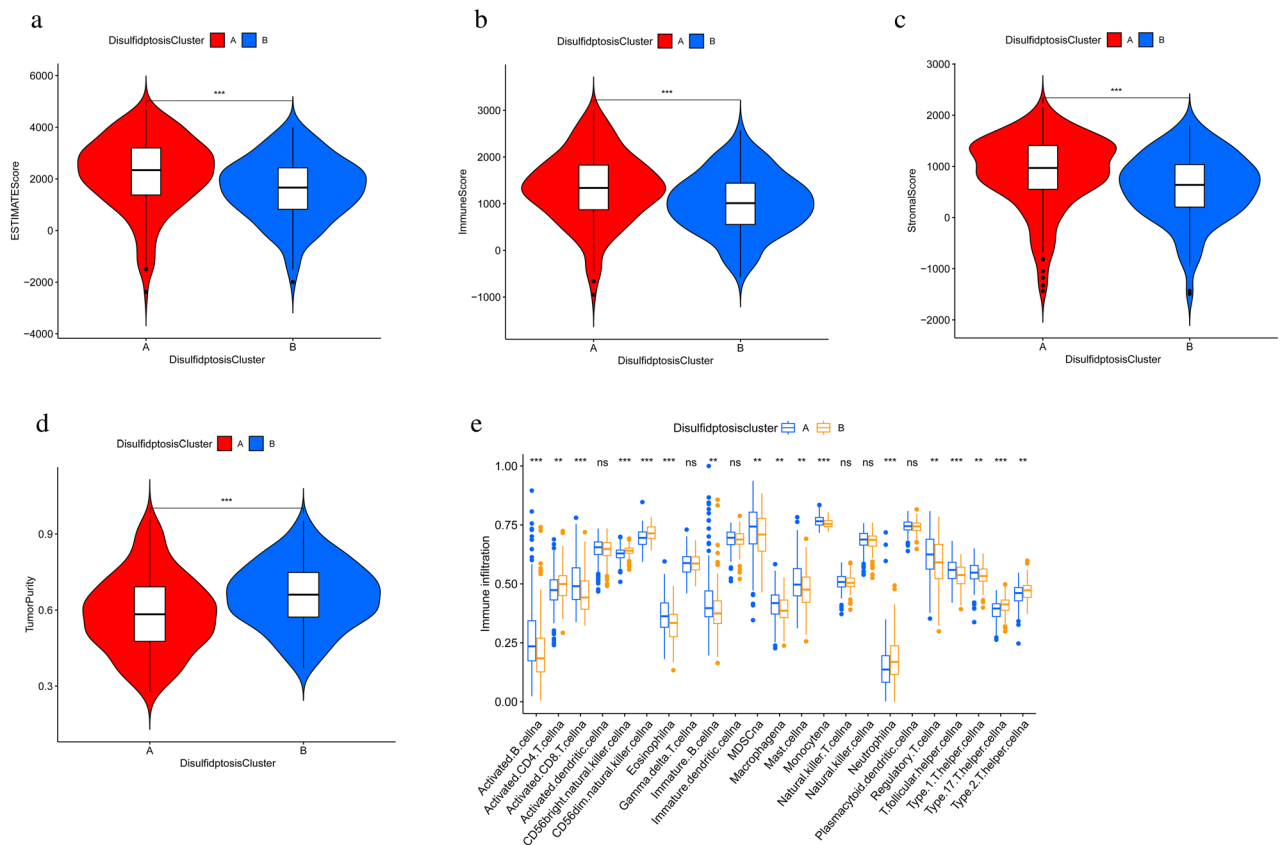 a
DisulfidptosisCluster A B
6000
4000
2000
0
−2000
−4000
ESTIMATEScore
***
A B
DisulfidptosisCluster
b
DisulfidptosisCluster A B
3000
2000
1000
0
−1000
ImmuneScore
***
A B
DisulfidptosisCluster
c
DisulfidptosisCluster A B
3000
2000
1000
0
−1000
−2000
StromalScore
***
A B
DisulfidptosisCluster
d
DisulfidptosisCluster A B
0.9
0.6
0.3
TumorPurity
***
A B
DisulfidptosisCluster
e
Disulfidptosiscluster A B
1.00
0.75
0.50
0.25
0.00
Immune infiltration
*** ** *** ns *** *** *** ns ** ns ** ** ** *** ns ns *** ns ** *** ** *** **
Activated.B.cellna
Activated.CD4.T.cellna
Activated.CD8.T.cellna
Activated.dendritic.cellna
CD56bright.natural.killer.cellna
CD56dim.natural.killer.cellna
Eosinophilna
Gamma.delta.T.cellna
Immature..B.cellna
Immature.dendritic.cellna
MDSCna
Macrophagena
Mast.cellna
Monocytena
Natural.killer.T.cellna
Natural.killer.cellna
Neutrophilna
Plasmacytoid.dendritic.cellna
Regulatory.T.cellna
T.follicular.helper.cellna
Type.1.T.helper.cellna
Type.17.T.helper.cellna
Type.2.T.helper.cellna